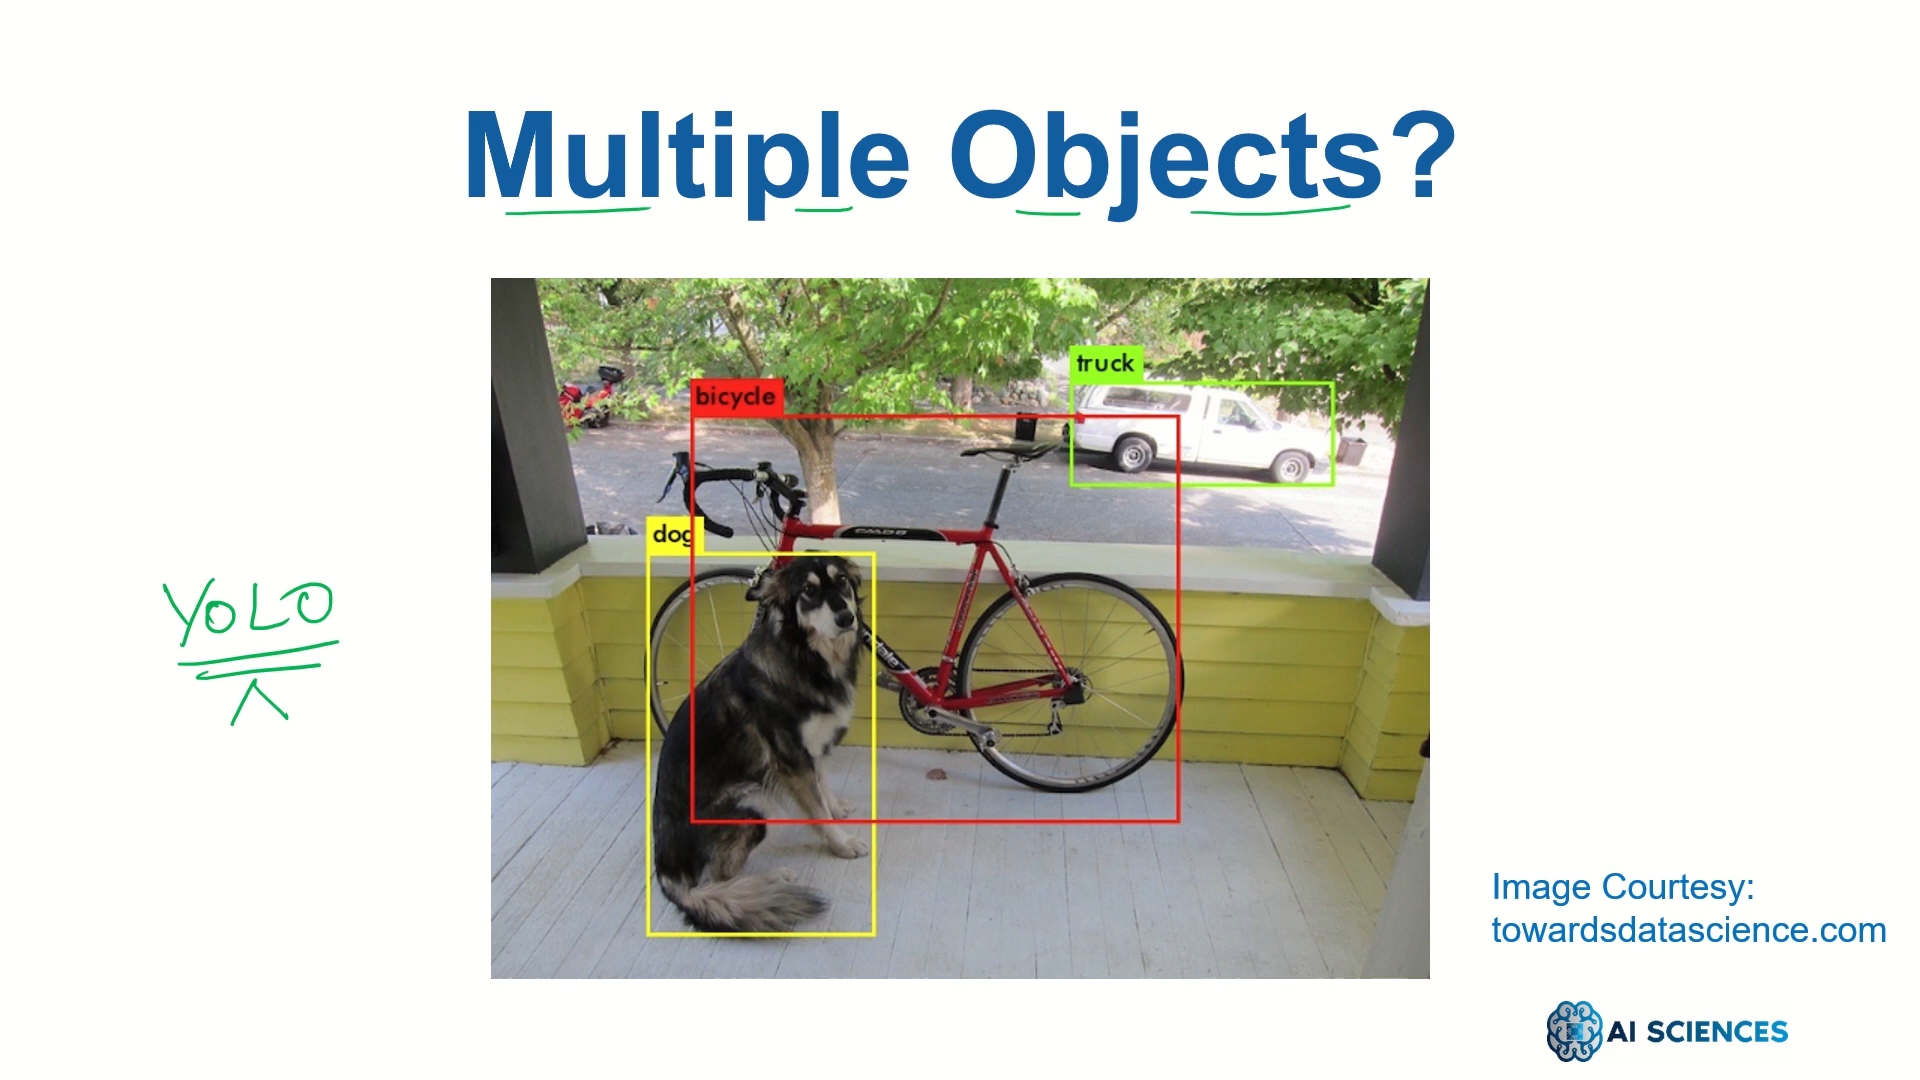 Multiple Objects?
truck
bicycle
dog
YOLO
Image Courtesy:
towardsdatascience.com
AI SCIENCES